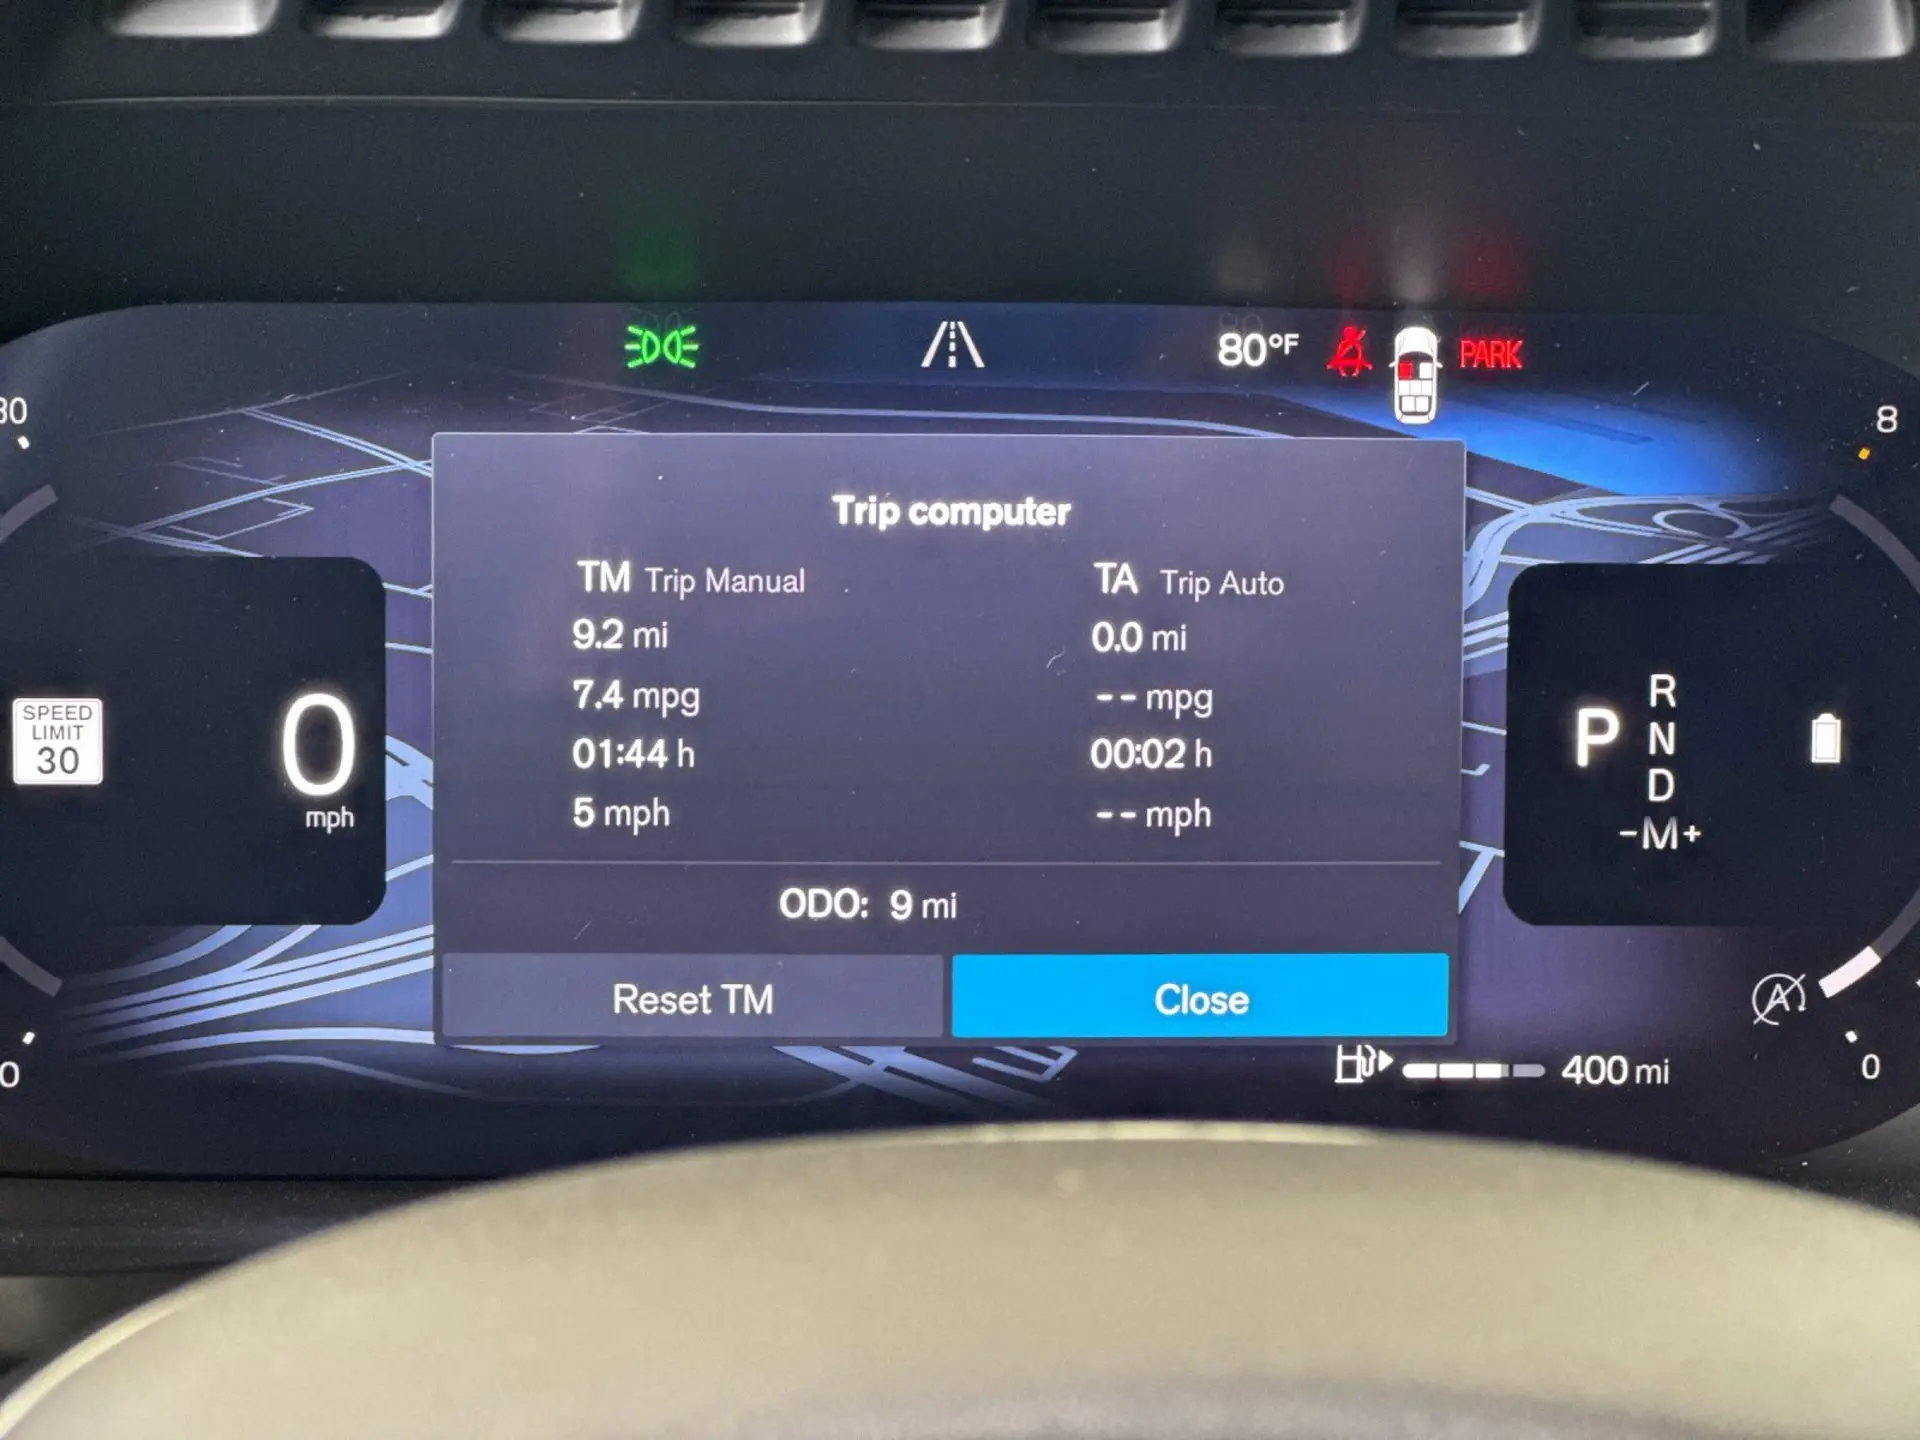 80°F PARK
8
Trip computer
TM Trip Manual
9.2 mi
7.4 mpg
01:44 h
5 mph
TA Trip Auto
0.0 mi
-- mpg
00:02 h
-- mph
ODO: 9 mi
Reset TM
Close
SPEED
LIMIT
30
0
mph
P
R
N
D
-M+
A
400 mi
0
0